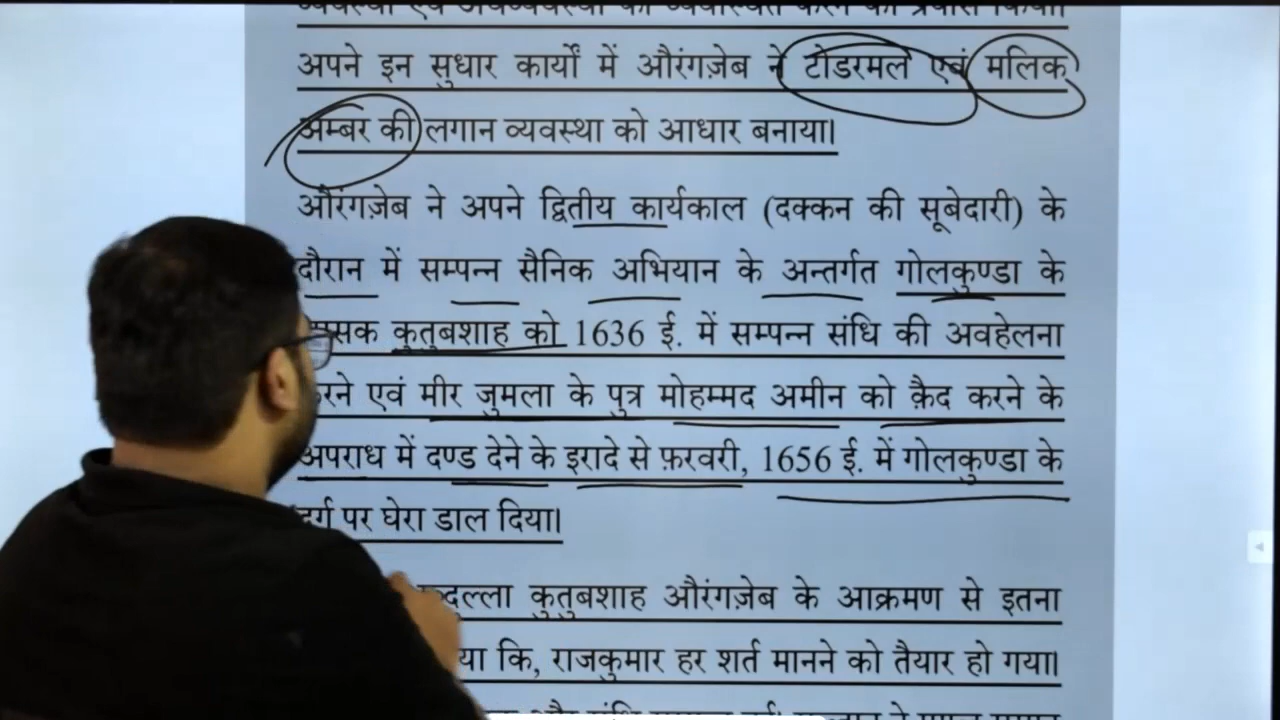 अपने इन सुधार कार्यों में औरंगज़ेब ने टोडरमल एवं मलिक
अम्बर की लगान व्यवस्था को आधार बनाया।
औरंगज़ेब ने अपने द्वितीय कार्यकाल (दक्कन की सूबेदारी) के
दौरान में सम्पन्न सैनिक अभियान के अन्तर्गत गोलकुण्डा के
कुतुबशाह को 1636 ई. में सम्पन्न संधि की अवहेलना
एवं मीर जुमला के पुत्र मोहम्मद अमीन को क़ैद करने के
अपराध में दण्ड देने के इरादे से फ़रवरी, 1656 ई. में गोलकुण्डा के
दुर्ग पर घेरा डाल दिया।
कुतुबशाह औरंगज़ेब के आक्रमण से इतना
कि, राजकुमार हर शर्त मानने को तैयार हो गया।